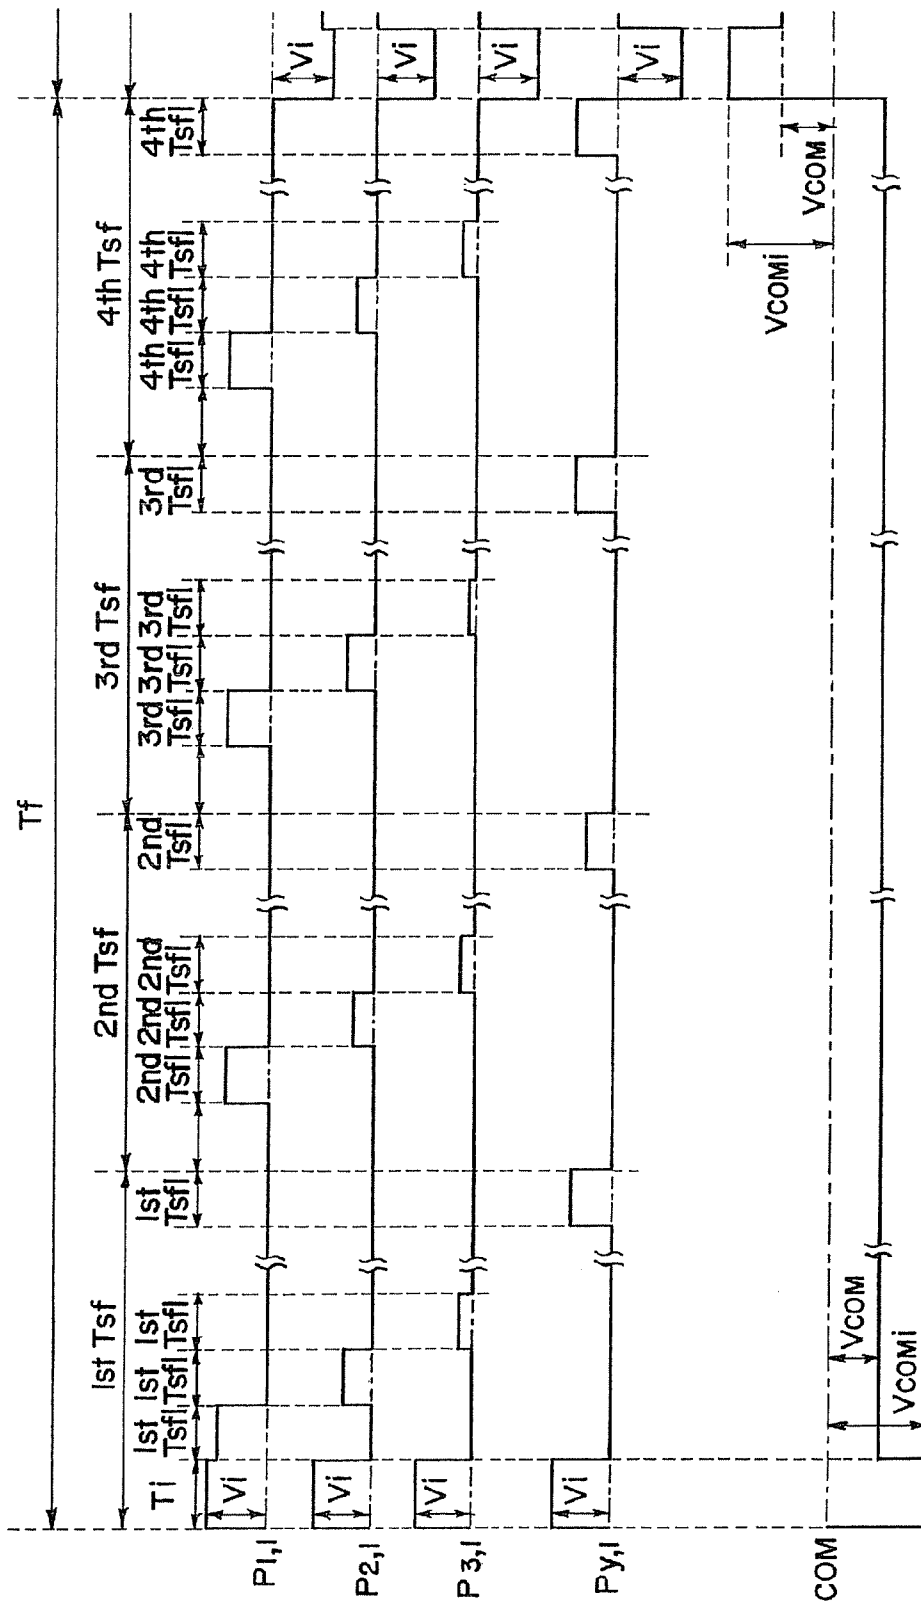 Tf
1st Tsf
2nd Tsf
3rd Tsf
4th Tsf
Ti
1st Tsfl
1st Tsfl
1st Tsfl
1st Tsfl
2nd Tsfl
2nd Tsfl
2nd Tsfl
2nd Tsfl
3rd Tsfl
3rd Tsfl
3rd Tsfl
3rd Tsfl
4th Tsfl
4th Tsfl
4th Tsfl
4th Tsfl
P1,1
Vi
Vi
P2,1
Vi
Vi
P3,1
Vi
Vi
Py,1
Vi
Vi
COM
VCOM
VCOMi
VCOMi
VCOM